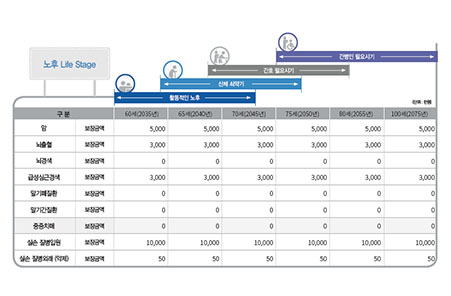 간병인 필요시기
간호 필요시기
노후 Life Stage
신체 쇠약기
활동적인 노후
(단위 : 만원)
구 분 60세(2035년) 65세(2040년) 70세(2045년) 75세(2050년) 80세(2055년) 100세(2075년)
암 보장금액 5,000 5,000 5,000 5,000 5,000 5,000
뇌출혈 보장금액 3,000 3,000 3,000 3,000 3,000 3,000
뇌경색 보장금액 0 0 0 0 0 0
급성심근경색 보장금액 3,000 3,000 3,000 3,000 3,000 3,000
말기폐질환 보장금액 0 0 0 0 0 0
말기간질환 보장금액 0 0 0 0 0 0
중증치매 보장금액 0 0 0 0 0 0
실손 질병입원 보장금액 10,000 10,000 10,000 10,000 10,000 10,000
실손 질병외래 (약제) 보장금액 50 50 50 50 50 50